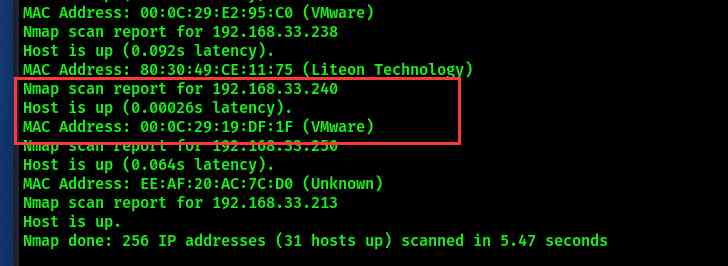 MAC Address: 00:0C:29:E2:95:C0 (VMware)
Nmap scan report for 192.168.33.238
Host is up (0.092s latency).
MAC Address: 80:30:49:CE:11:75 (Liteon Technology)
Nmap scan report for 192.168.33.240
Host is up (0.00026s latency).
MAC Address: 00:0C:29:19:DF:1F (VMware)
Nmap scan report for 192.168.33.250
Host is up (0.064s latency).
MAC Address: EE:AF:20:AC:7C:D0 (Unknown)
Nmap scan report for 192.168.33.213
Host is up.
Nmap done: 256 IP addresses (31 hosts up) scanned in 5.47 seconds